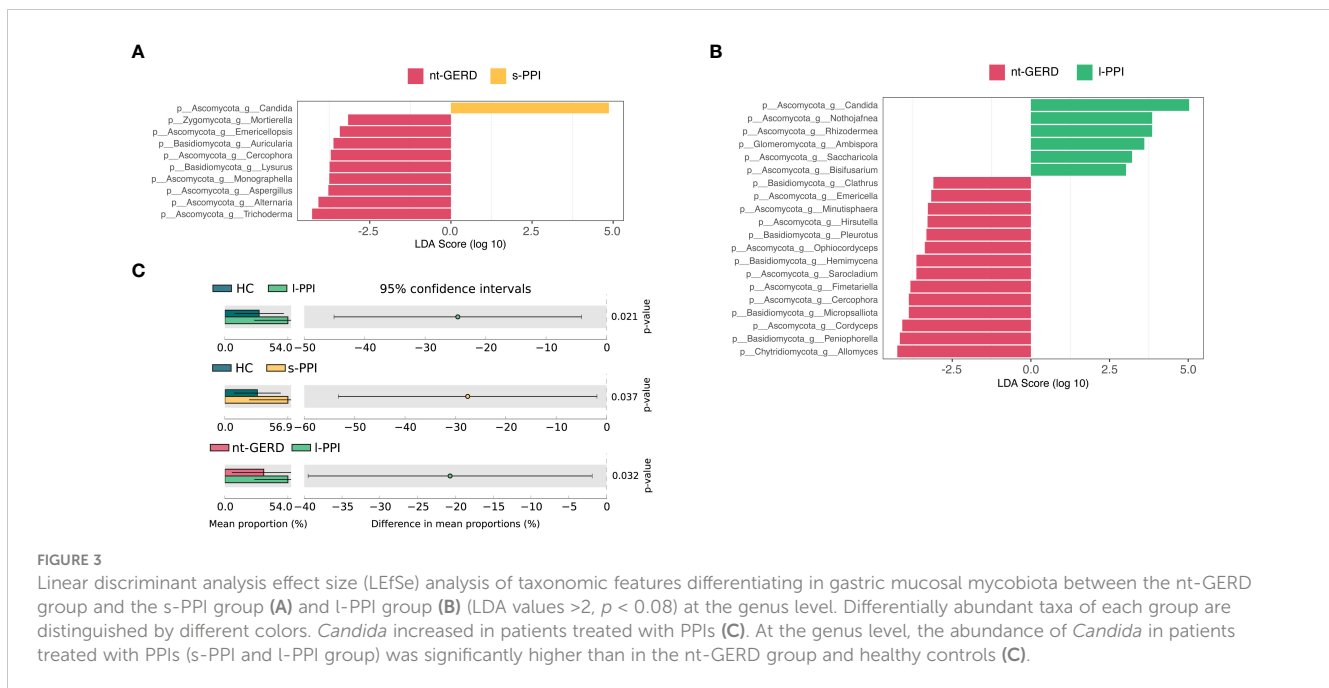 A
nt-GERD s-PPI
p__Ascomycota_g__Candida
p__Zygomycota_g__Mortierella
p__Ascomycota_g__Emericellopsis
p__Basidiomycota_g__Auricularia
p__Ascomycota_g__Cercophora
p__Basidiomycota_g__Lysurus
p__Ascomycota_g__Monographella
p__Ascomycota_g__Aspergillus
p__Ascomycota_g__Alternaria
p__Ascomycota_g__Trichoderma
-2.5 0.0 2.5 5.0
LDA Score (log 10)
B
nt-GERD l-PPI
p__Ascomycota_g__Candida
p__Ascomycota_g__Nothojafnea
p__Ascomycota_g__Rhizodermea
p__Glomeromycota_g__Ambispora
p__Ascomycota_g__Saccharicola
p__Ascomycota_g__Bisifusarium
p__Basidiomycota_g__Clathrus
p__Ascomycota_g__Emericella
p__Ascomycota_g__Minutisphaera
p__Ascomycota_g__Hirsutella
p__Basidiomycota_g__Pleurotus
p__Ascomycota_g__Ophiocordyceps
p__Basidiomycota_g__Hemimycena
p__Ascomycota_g__Sarocladium
p__Ascomycota_g__Fimetariella
p__Ascomycota_g__Cercophora
p__Basidiomycota_g__Micropsalliota
p__Ascomycota_g__Cordyceps
p__Basidiomycota_g__Peniophorella
p__Chytridiomycota_g__Allomyces
-2.5 0.0 2.5 5.0
LDA Score (log 10)
C
HC l-PPI 95% confidence intervals
0.021
p-value
0.0 54.0 −50 −40 −30 −20 −10 0
HC s-PPI
0.037
p-value
0.0 56.9 −60 −50 −40 −30 −20 −10 0
nt-GERD l-PPI
0.032
p-value
0.0 54.0 −40 −35 −30 −25 −20 −15 −10 −5 0
Mean proportion (%) Difference in mean proportions (%)
FIGURE 3
Linear discriminant analysis effect size (LEfSe) analysis of taxonomic features differentiating in gastric mucosal mycobiota between the nt-GERD
group and the s-PPI group (A) and l-PPI group (B) (LDA values >2, p < 0.08) at the genus level. Differentially abundant taxa of each group are
distinguished by different colors. Candida increased in patients treated with PPIs (C). At the genus level, the abundance of Candida in patients
treated with PPIs (s-PPI and l-PPI group) was significantly higher than in the nt-GERD group and healthy controls (C).